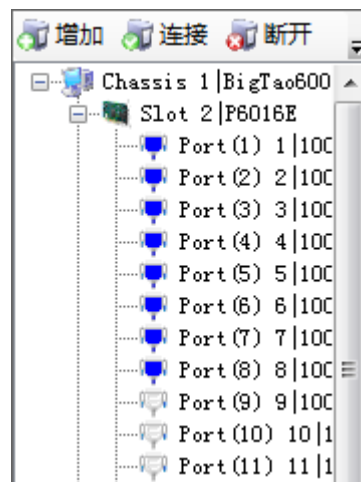 增加 连接 断开
Chassis 1|BigTao600
Slot 2|P6016E
Port(1) 1|100
Port(2) 2|100
Port(3) 3|100
Port(4) 4|100
Port(5) 5|100
Port(6) 6|100
Port(7) 7|100
Port(8) 8|100
Port(9) 9|100
Port(10) 10|1
Port(11) 11|1